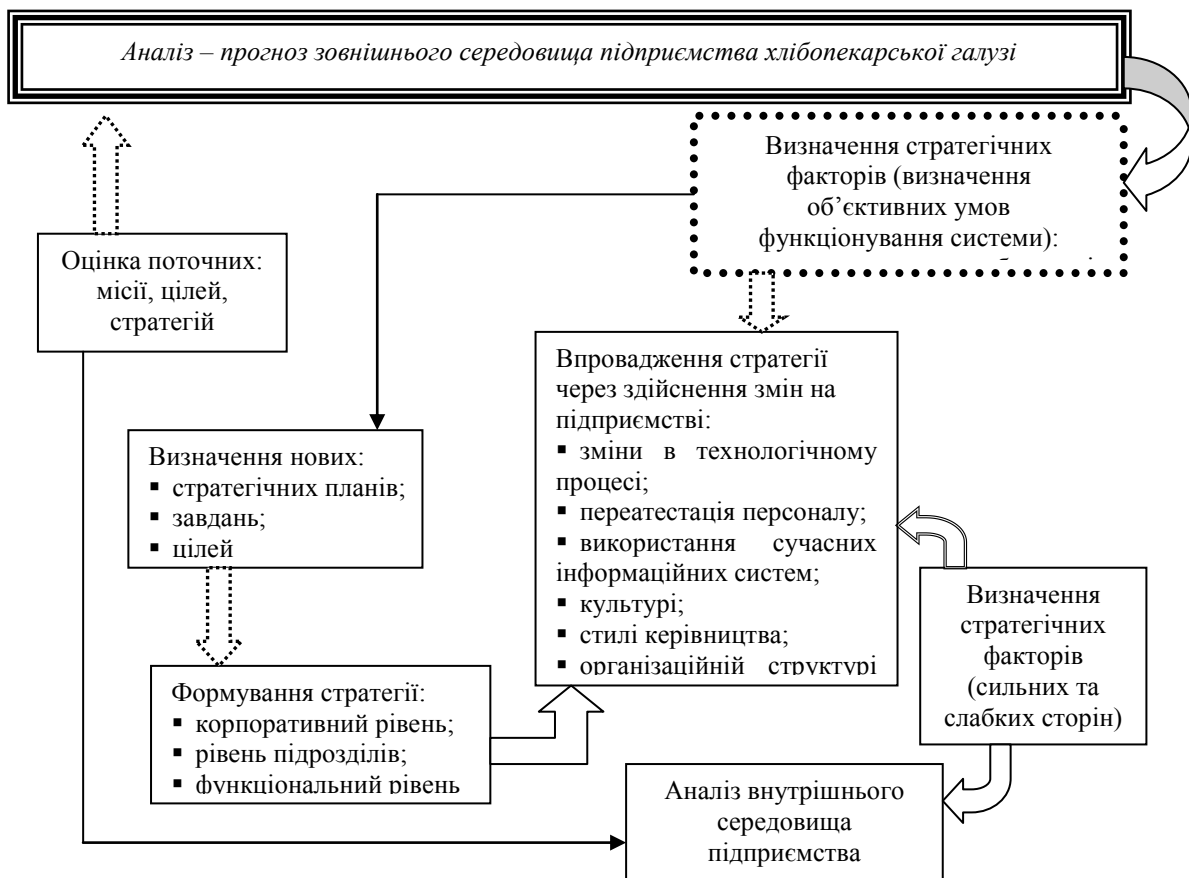 Аналіз – прогноз зовнішнього середовища підприємства хлібопекарської галузі
Визначення стратегічних
факторів (визначення
об’єктивних умов
функціонування системи):
Оцінка поточних:
місії, цілей,
стратегій
Впровадження стратегії
через здійснення змін на
підприємстві:
▪ зміни в технологічному
процесі;
▪ переатестація персоналу;
▪ використання сучасних
інформаційних систем;
▪ культурі;
▪ стилі керівництва;
▪ організаційній структурі
Визначення нових:
▪ стратегічних планів;
▪ завдань;
▪ цілей
Визначення
стратегічних
факторів
(сильних та
слабких сторін)
Формування стратегії:
▪ корпоративний рівень;
▪ рівень підрозділів;
▪ функціональний рівень
Аналіз внутрішнього
середовища
підприємства